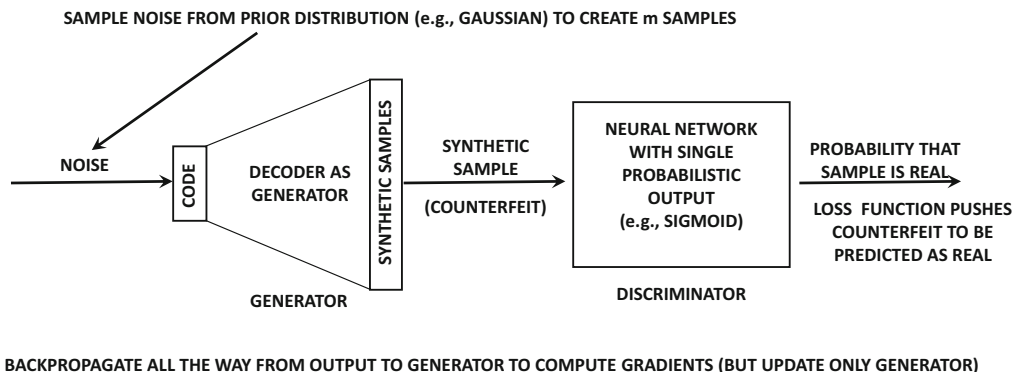 SAMPLE NOISE FROM PRIOR DISTRIBUTION (e.g., GAUSSIAN) TO CREATE m SAMPLES
NOISE
CODE
DECODER AS
GENERATOR
SYNTHETIC SAMPLES
GENERATOR
SYNTHETIC
SAMPLE
(COUNTERFEIT)
NEURAL NETWORK
WITH SINGLE
PROBABILISTIC
OUTPUT
(e.g., SIGMOID)
DISCRIMINATOR
PROBABILITY THAT
SAMPLE IS REAL
LOSS FUNCTION PUSHES
COUNTERFEIT TO BE
PREDICTED AS REAL
BACKPROPAGATE ALL THE WAY FROM OUTPUT TO GENERATOR TO COMPUTE GRADIENTS (BUT UPDATE ONLY GENERATOR)